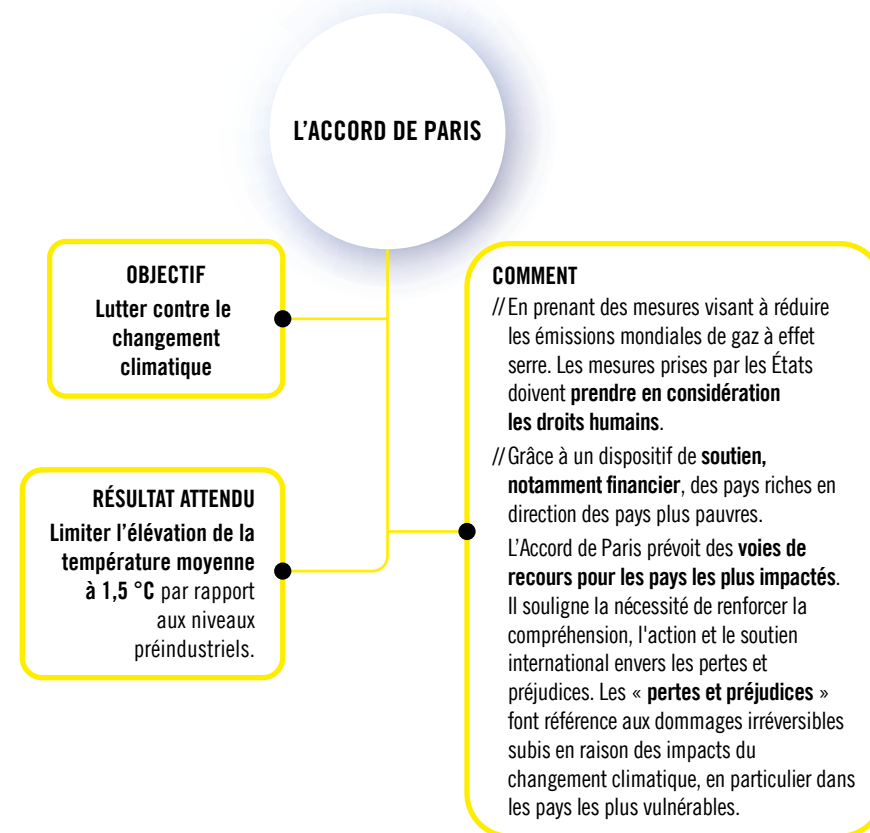 L'ACCORD DE PARIS
OBJECTIF
Lutter contre le
changement
climatique
RÉSULTAT ATTENDU
Limiter l'élévation de la
température moyenne
à 1,5 °C par rapport
aux niveaux
préindustriels.
COMMENT
// En prenant des mesures visant à réduire
les émissions mondiales de gaz à effet
serre. Les mesures prises par les États
doivent prendre en considération
les droits humains.
// Grâce à un dispositif de soutien,
notamment financier, des pays riches en
direction des pays plus pauvres.
L'Accord de Paris prévoit des voies de
recours pour les pays les plus impactés.
Il souligne la nécessité de renforcer la
compréhension, l'action et le soutien
international envers les pertes et
préjudices. Les « pertes et préjudices »
font référence aux dommages irréversibles
subis en raison des impacts du
changement climatique, en particulier dans
les pays les plus vulnérables.